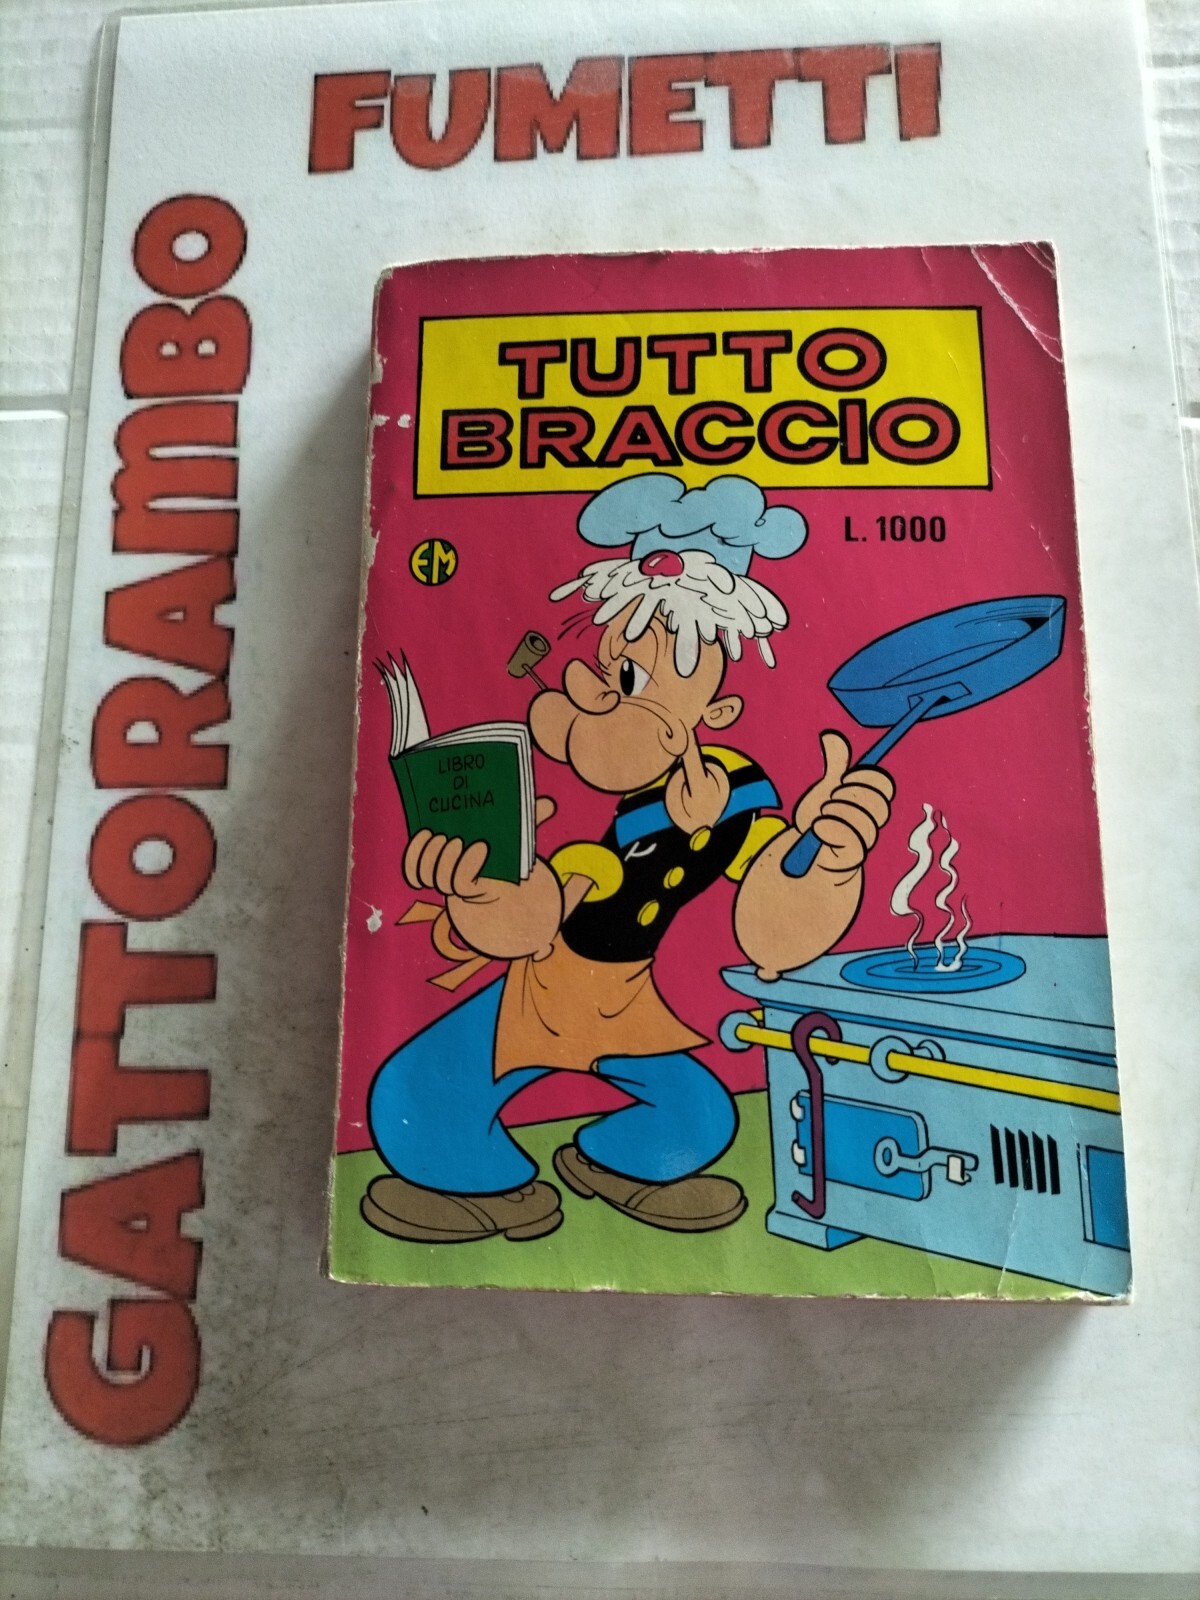 FUMETTI
GATTORAMBO
TUTTO
BRACCIO
L. 1000
EM
LIBRO
DI
CUCINA